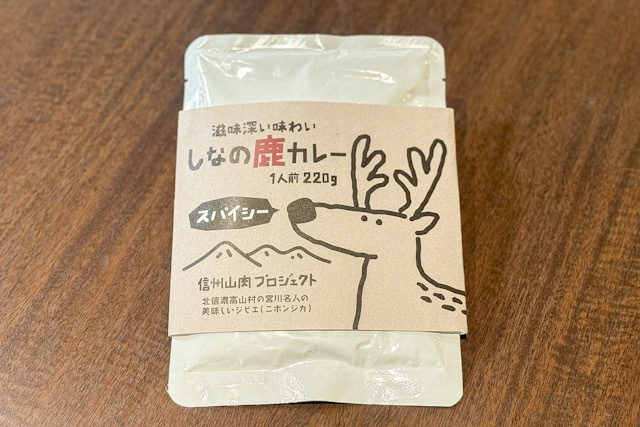 滋味深い味わい
しなの鹿カレー
1人前 220g
スパイシー
信州山肉プロジェクト
北信濃高山村の宮川名人の
美味しいジビエ(ニホンジカ)